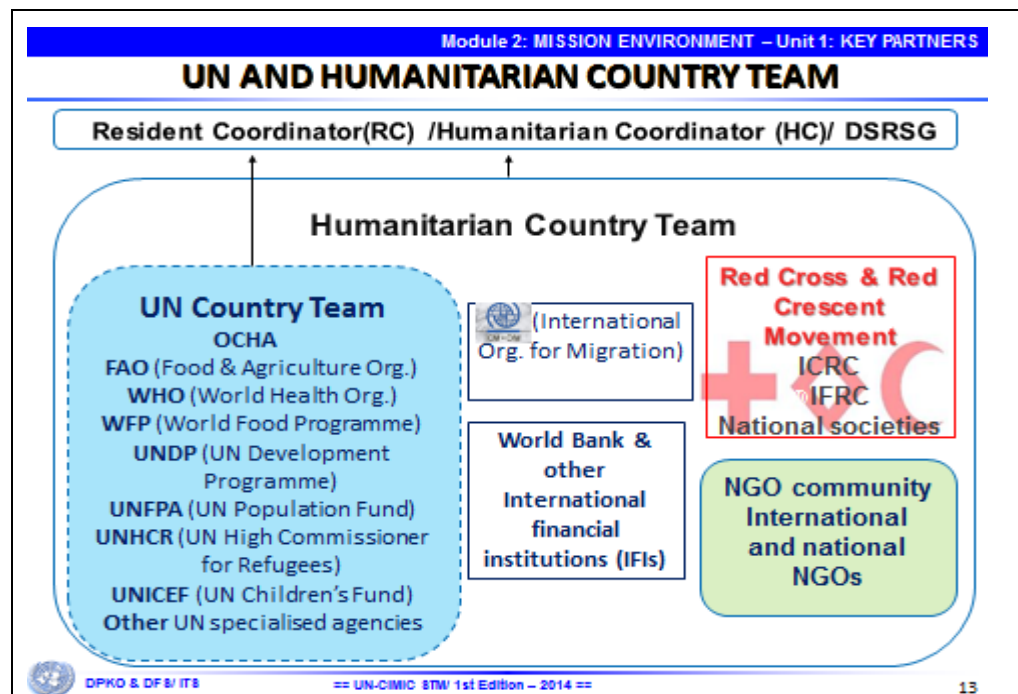 Module 2: MISSION ENVIRONMENT – Unit 1: KEY PARTNERS
UN AND HUMANITARIAN COUNTRY TEAM
Resident Coordinator(RC) /Humanitarian Coordinator (HC)/ DSRSG
Humanitarian Country Team
UN Country Team
OCHA
FAO (Food & Agriculture Org.)
WHO (World Health Org.)
WFP (World Food Programme)
UNDP (UN Development
Programme)
UNFPA (UN Population Fund)
UNHCR (UN High Commissioner
for Refugees)
UNICEF (UN Children's Fund)
Other UN specialised agencies
(International
Org. for Migration)
World Bank &
other
International
financial
institutions (IFIs)
Red Cross & Red
Crescent
Movement
ICRC
IFRC
National societies
NGO community
International
and national
NGOs
DPKO & DFS/ ITS
== UN-CIMIC STM/ 1st Edition – 2014 ==
13